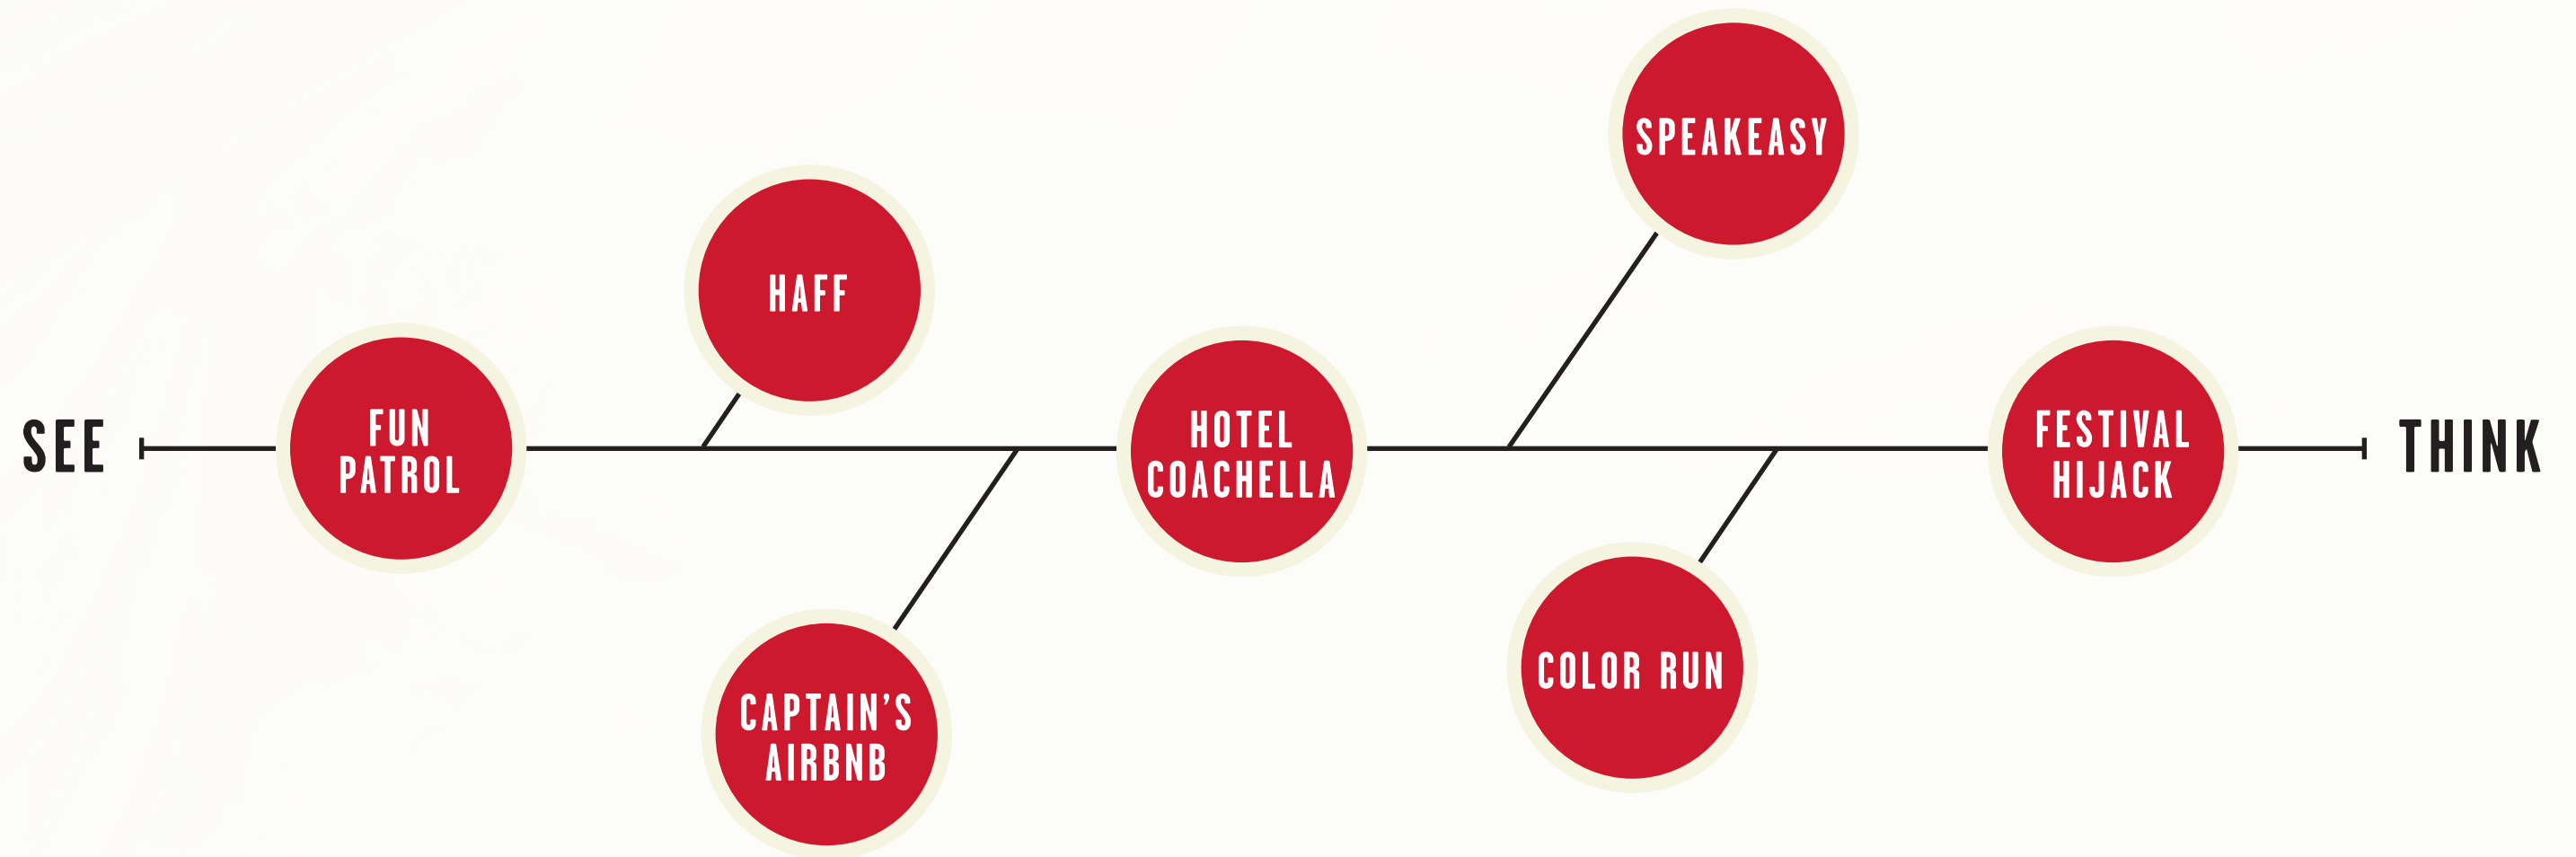 SEE
FUN
PATROL
HAFF
CAPTAIN’S
AIRBNB
HOTEL
COACHELLA
SPEAKEASY
COLOR RUN
FESTIVAL
HIJACK
THINK